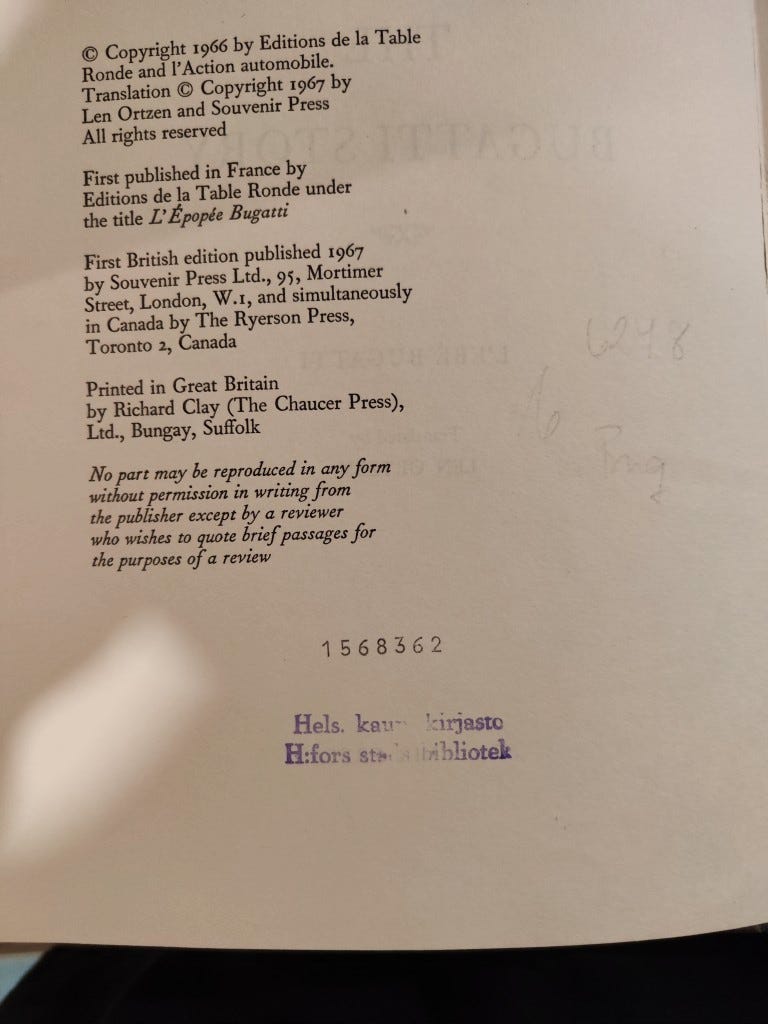 © Copyright 1966 by Editions de la Table
Ronde and l'Action automobile.
Translation © Copyright 1967 by
Len Ortzen and Souvenir Press
All rights reserved
First published in France by
Editions de la Table Ronde under
the title L'Épopée Bugatti
First British edition published 1967
by Souvenir Press Ltd., 95, Mortimer
Street, London, W.1, and simultaneously
in Canada by The Ryerson Press,
Toronto 2, Canada
Printed in Great Britain
by Richard Clay (The Chaucer Press),
Ltd., Bungay, Suffolk
No part may be reproduced in any form
without permission in writing from
the publisher except by a reviewer
who wishes to quote brief passages for
the purposes of a review
1568362
Hels. kirjasto
H:fors bibliotek